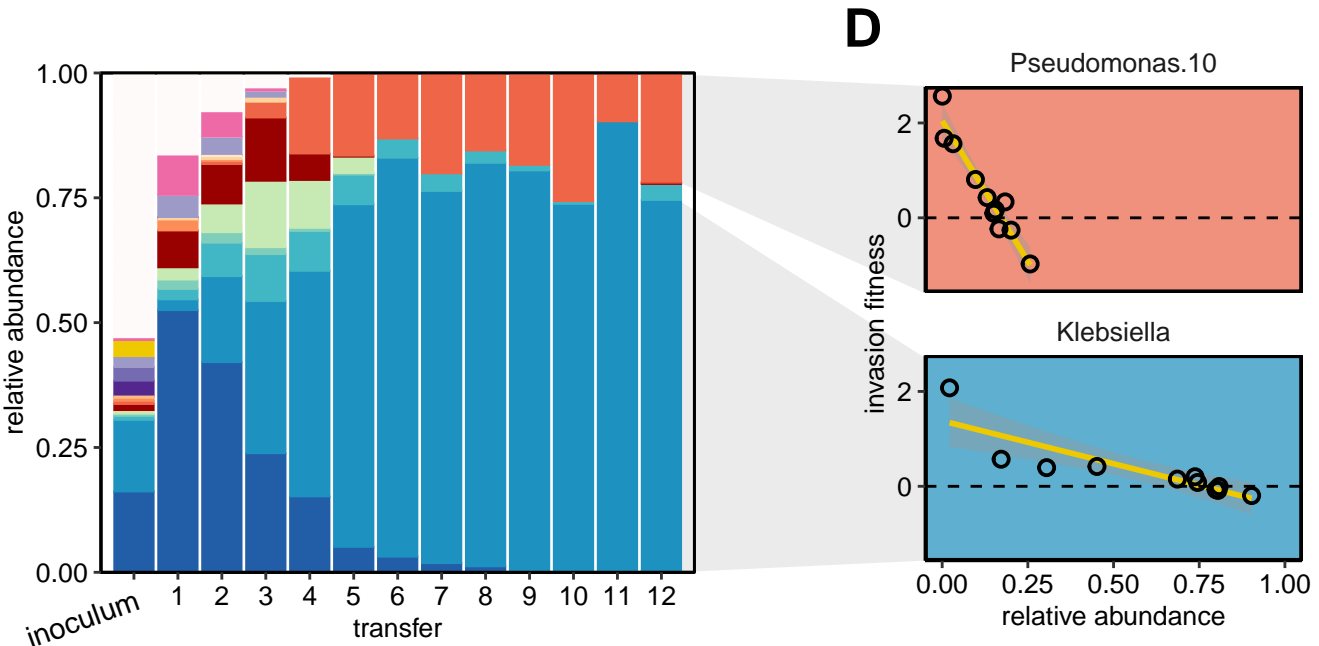 D
relative abundance
1.00
0.75
0.50
0.25
0.00
inoculum 1 2 3 4 5 6 7 8 9 10 11 12
transfer
invasion fitness
Pseudomonas.10
2
0
Klebsiella
2
0
0.00 0.25 0.50 0.75 1.00
relative abundance